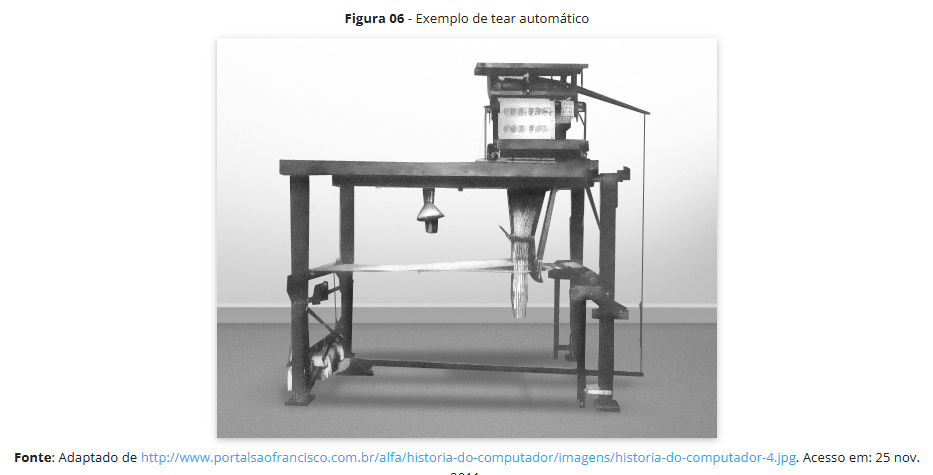 Figura 06 - Exemplo de tear automático
Fonte: Adaptado de http://www.portalsaofrancisco.com.br/alfa/historia-do-computador/imagens/historia-do-computador-4.jpg. Acesso em: 25 nov.